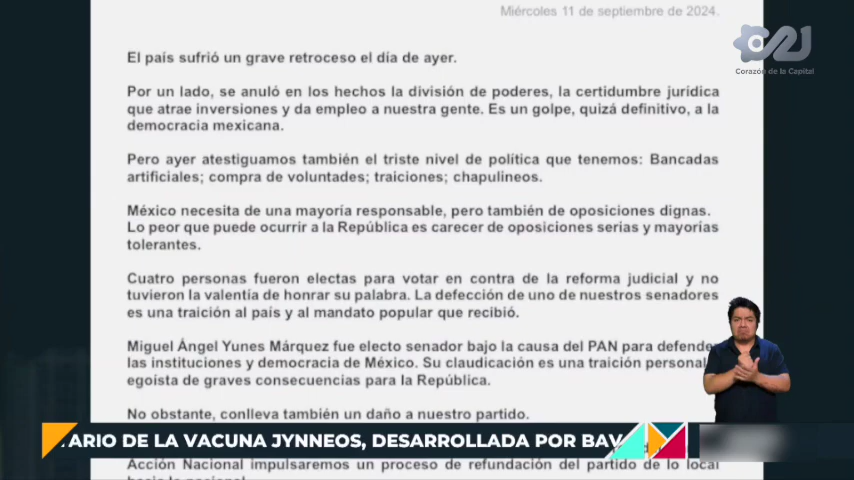 Miércoles 11 de septiembre de 2024.
Corazón de la Capital
El país sufrió un grave retroceso el día de ayer.
Por un lado, se anuló en los hechos la división de poderes, la certidumbre jurídica
que atrae inversiones y da empleo a nuestra gente. Es un golpe, quizá definitivo, a la
democracia mexicana.
Pero ayer atestiguamos también el triste nivel de política que tenemos: Bancadas
artificiales; compra de voluntades; traiciones; chapulineos.
México necesita de una mayoría responsable, pero también de oposiciones dignas.
Lo peor que puede ocurrir a la República es carecer de oposiciones serias y mayorías
tolerantes.
Cuatro personas fueron electas para votar en contra de la reforma judicial y no
tuvieron la valentía de honrar su palabra. La defección de uno de nuestros senadores
es una traición al país y al mandato popular que recibió.
Miguel Ángel Yunes Márquez fue electo senador bajo la causa del PAN para defender
las instituciones y democracia de México. Su claudicación es una traición personal
egoísta de graves consecuencias para la República.
No obstante, conlleva también un daño a nuestro partido.
TARIO DE LA VACUNA JYNNEOS, DESARROLLADA POR BAV
Acción Nacional impulsaremos un proceso de refundación del partido de lo local